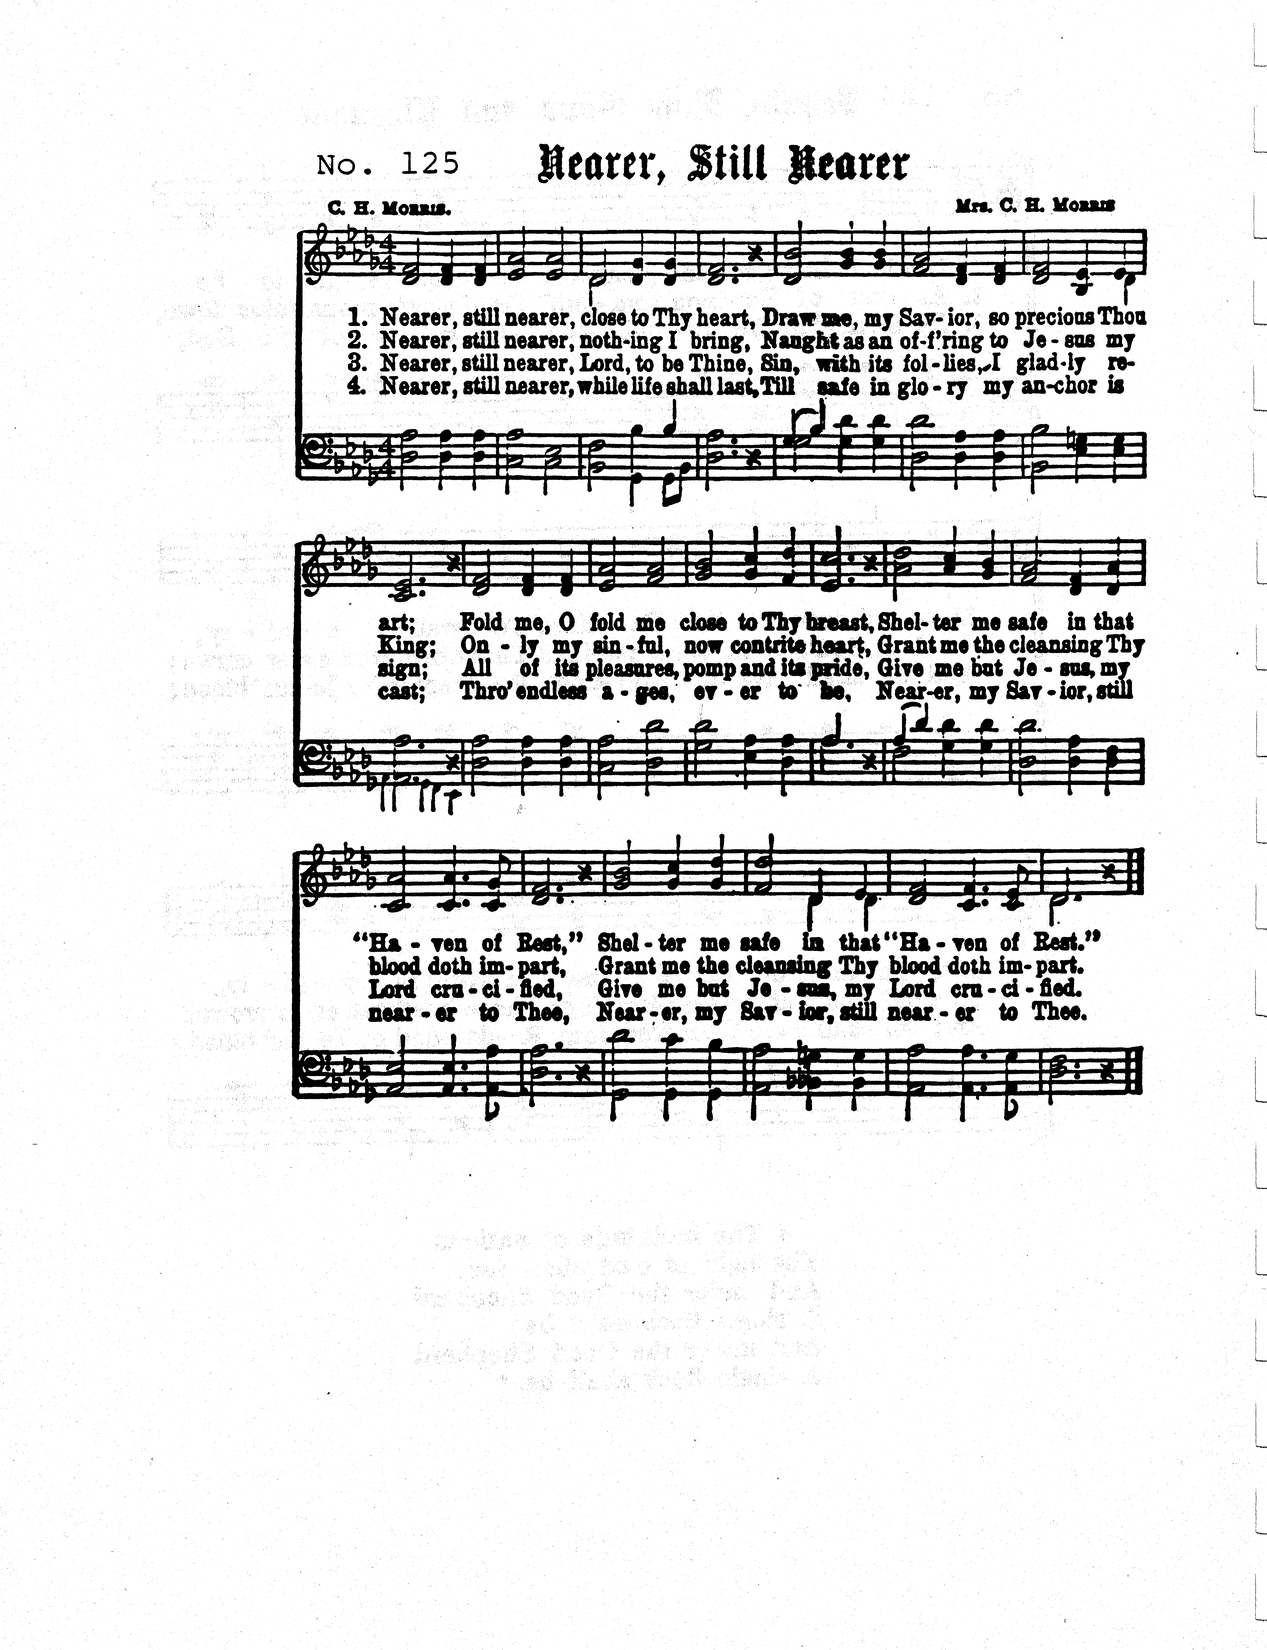 No. 125 Nearer, Still Nearer
C. H. Morris. Mrs. C. H. Morris
1. Nearer, still nearer, close to Thy heart, Draw me, my Sav-ior, so precious Thou
2. Nearer, still nearer, noth-ing I bring, Naught as an of-f'ring to Je-sus my
3. Nearer, still nearer, Lord, to be Thine, Sin, with its fol-lies, I glad-ly re-
4. Nearer, still nearer, while life shall last, Till safe in glo-ry my an-chor is
art; Fold me, O fold me close to Thy breast, Shel-ter me safe in that
King; On-ly my sin-ful, now contrite heart, Grant me the cleansing Thy
sign; All of its pleasures, pomp and its pride, Give me but Je-sus, my
cast; Thro' endless a-ges, ev-er to be, Near-er, my Sav-ior, still
"Ha-ven of Rest," Shel-ter me safe in that "Ha-ven of Rest."
blood doth im-part, Grant me the cleansing Thy blood doth im-part.
Lord cru-ci-fied, Give me but Je-sus, my Lord cru-ci-fied.
near-er to Thee, Near-er, my Sav-ior, still near-er to Thee.